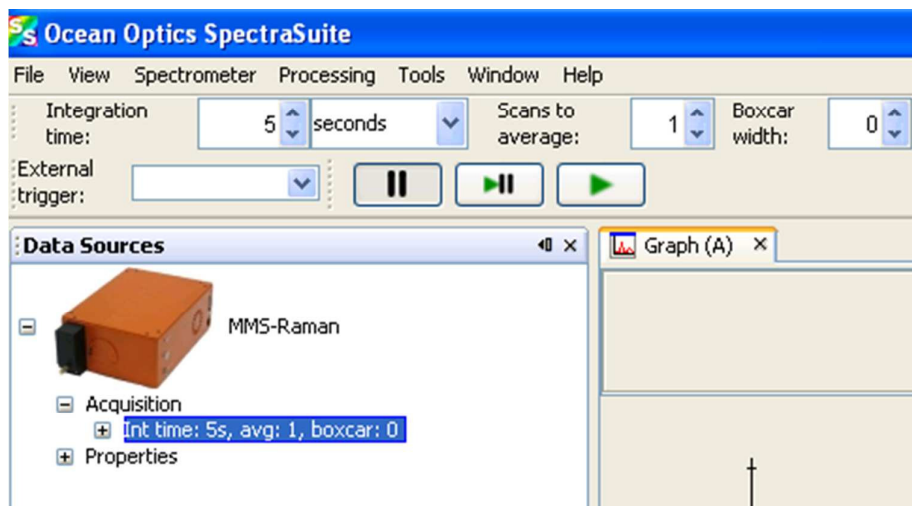 Ocean Optics SpectraSuite
File View Spectrometer Processing Tools Window Help
Integration time: 5 seconds Scans to average: 1 Boxcar width: 0
External trigger:
Data Sources
Graph (A)
MMS-Raman
Acquisition
Int time: 5s, avg: 1, boxcar: 0
Properties